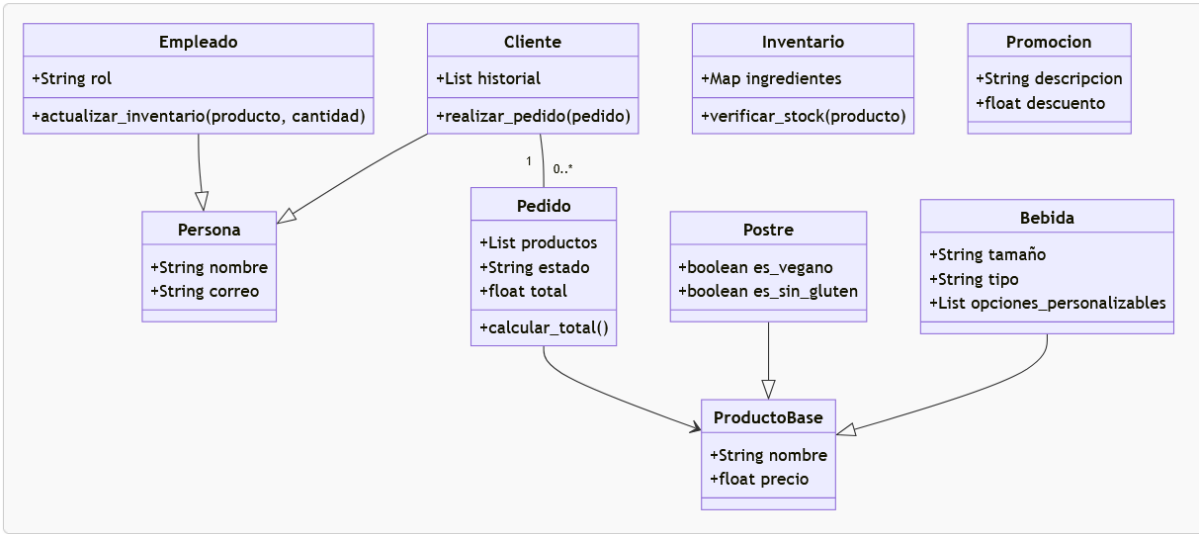 Empleado
+String rol
+actualizar_inventario(producto, cantidad)
Cliente
+List historial
+realizar_pedido(pedido)
Inventario
+Map ingredientes
+verificar_stock(producto)
Promocion
+String descripcion
+float descuento
1
0..*
Persona
+String nombre
+String correo
Pedido
+List productos
+String estado
+float total
+calcular_total()
Postre
+boolean es_vegano
+boolean es_sin_gluten
Bebida
+String tamaño
+String tipo
+List opciones_personalizables
ProductoBase
+String nombre
+float precio